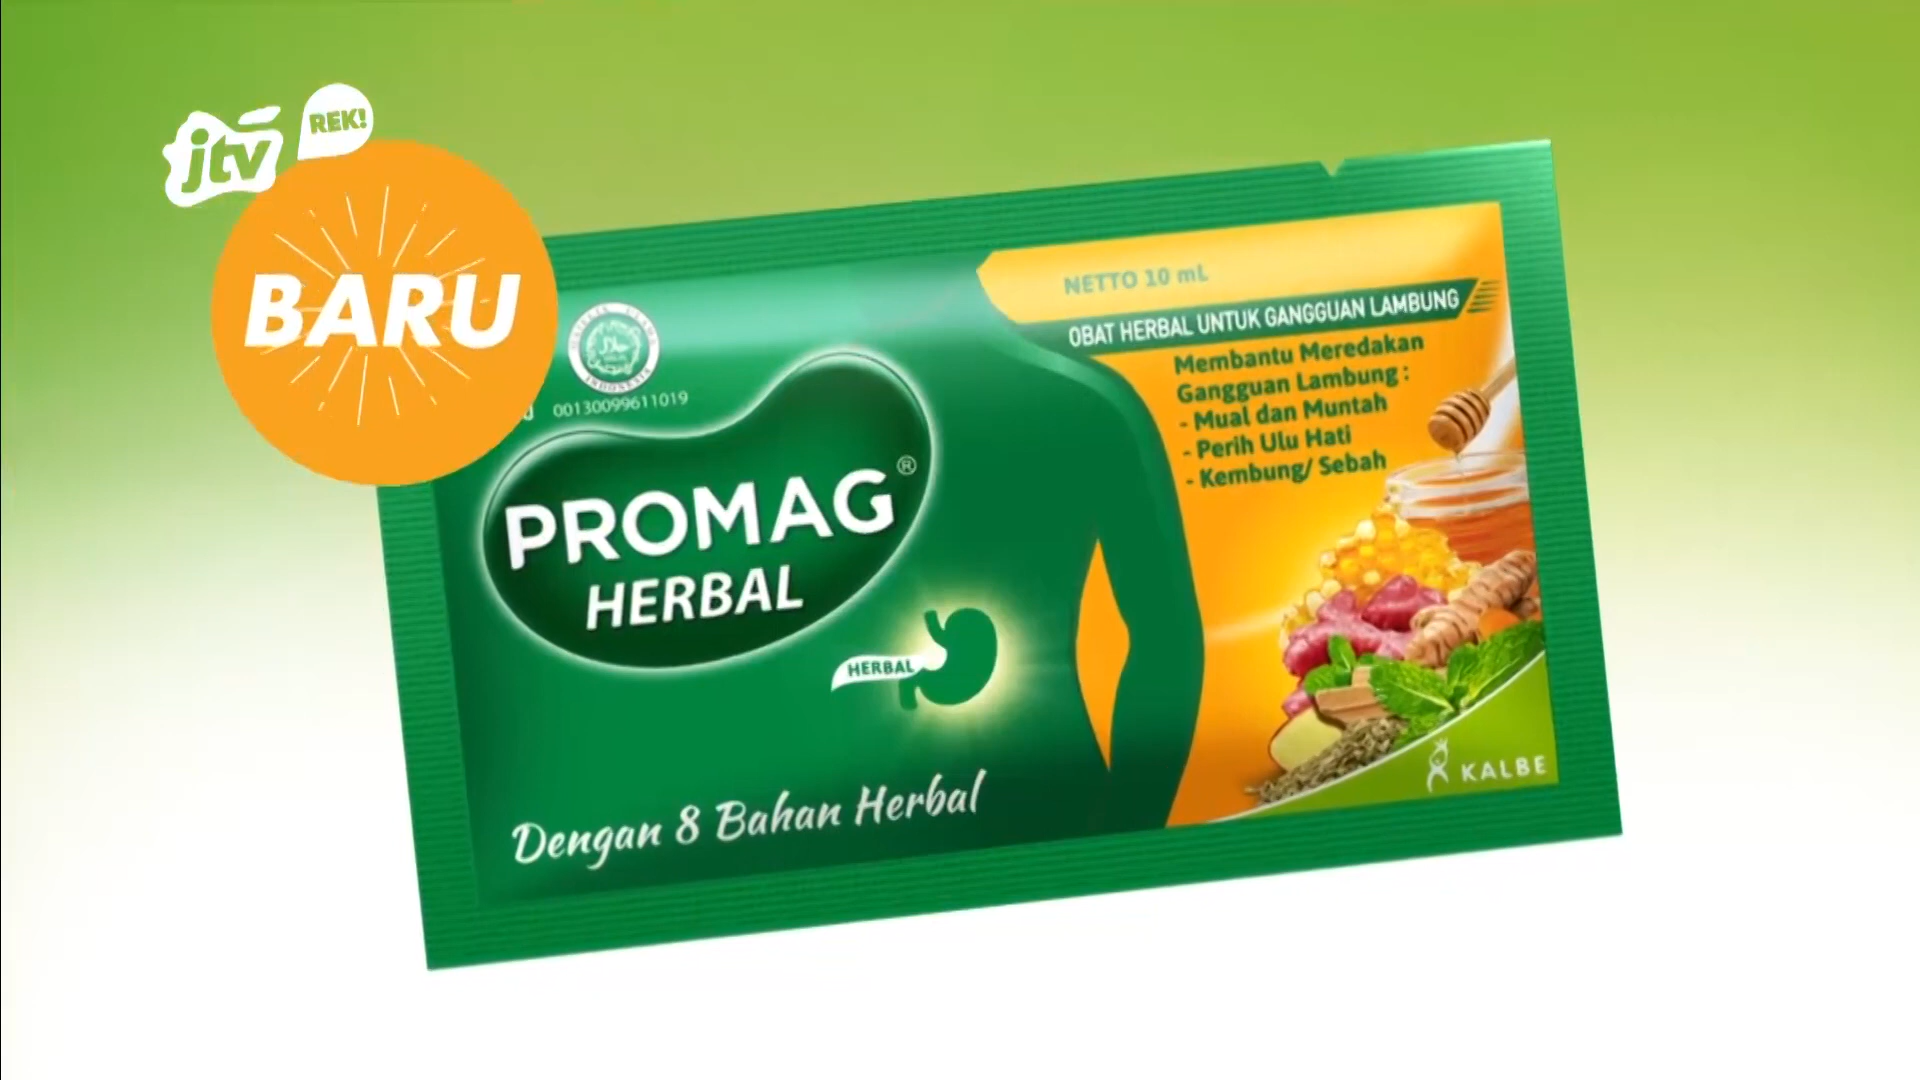 jtv
REK!
BARU
NETTO 10 mL
OBAT HERBAL UNTUK GANGGUAN LAMBUNG
Membantu Meredakan
Gangguan Lambung :
- Mual dan Muntah
- Perih Ulu Hati
- Kembung/ Sebah
INDONESIA
00130099611019
PROMAG®
HERBAL
HERBAL
Dengan 8 Bahan Herbal
KALBE